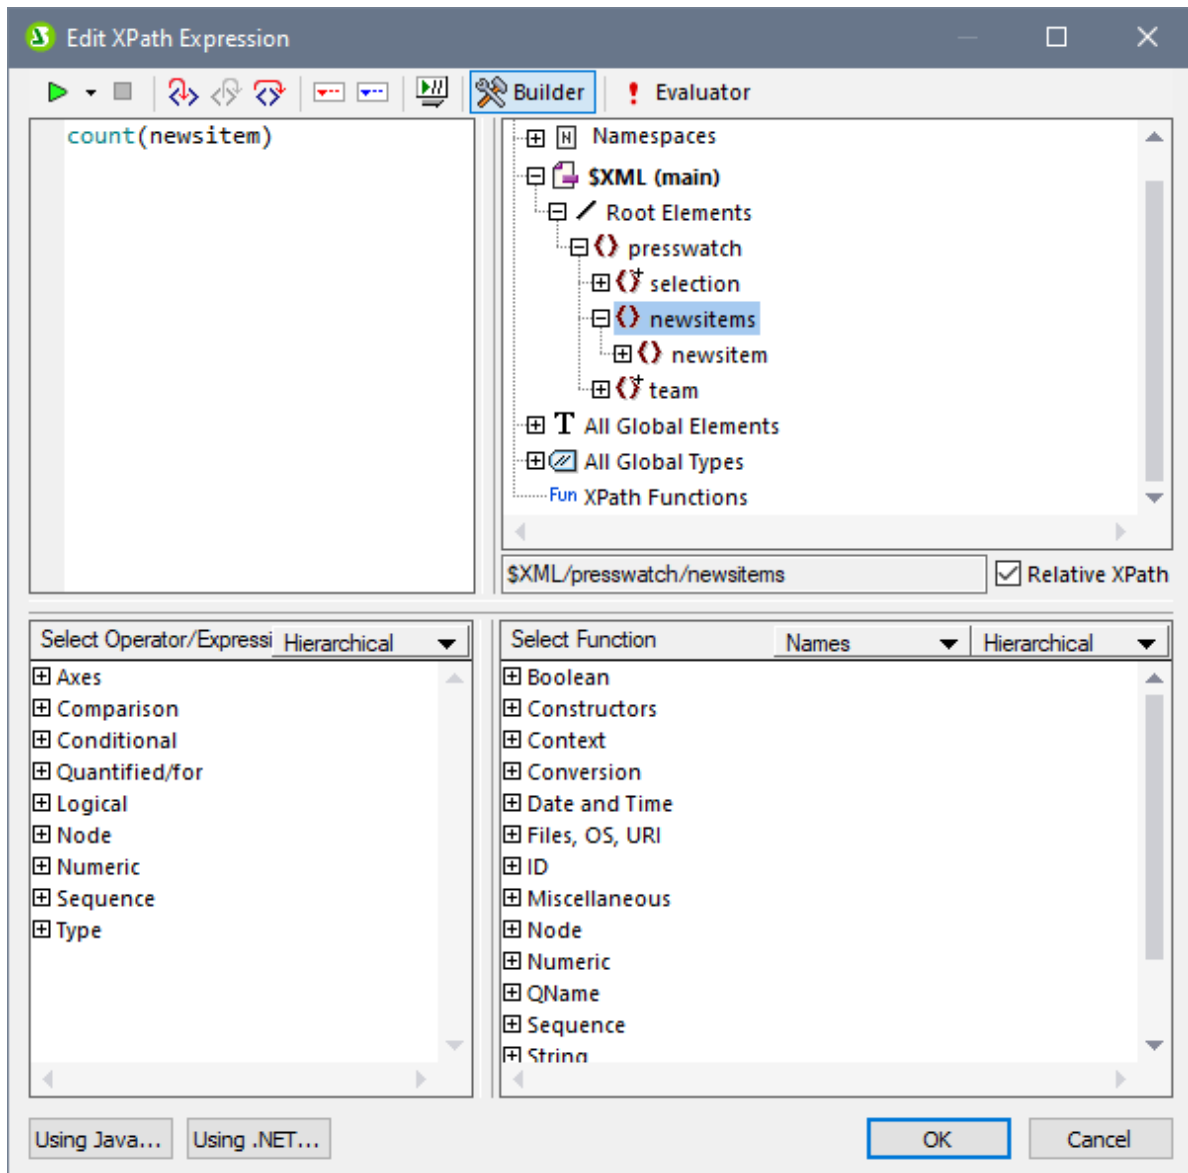 Edit XPath Expression
Builder
Evaluator
count(newsitem)
Namespaces
$XML (main)
Root Elements
presswatch
selection
newsitems
newsitem
team
T All Global Elements
All Global Types
Fun XPath Functions
$XML/presswatch/newsitems
Relative XPath
Select Operator/Expressi
Hierarchical
Axes
Comparison
Conditional
Quantified/for
Logical
Node
Numeric
Sequence
Type
Select Function
Names
Hierarchical
Boolean
Constructors
Context
Conversion
Date and Time
Files, OS, URI
ID
Miscellaneous
Node
Numeric
QName
Sequence
String
Using Java...
Using .NET...
OK
Cancel